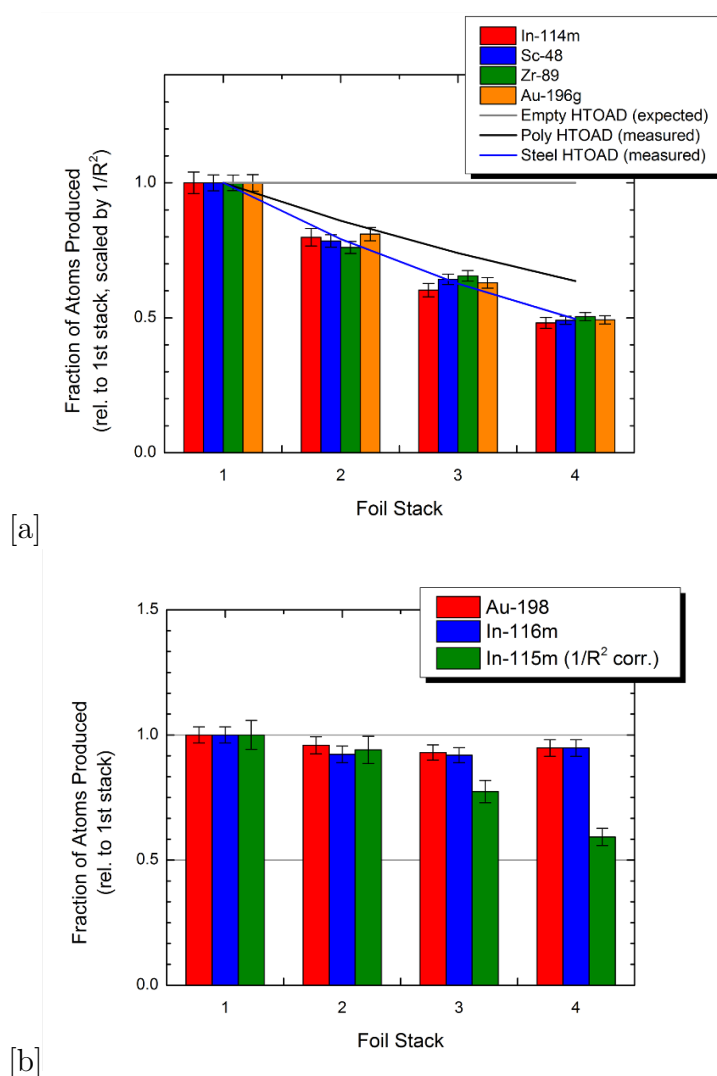 In-114m
Sc-48
Zr-89
Au-196g
Empty HTOAD (expected)
Poly HTOAD (measured)
Steel HTOAD (measured)
Fraction of Atoms Produced
(rel. to 1st stack, scaled by 1/R²)
1.0
0.5
0.0
1 2 3 4
Foil Stack
[a]
Au-198
In-116m
In-115m (1/R² corr.)
Fraction of Atoms Produced
(rel. to 1st stack)
1.5
1.0
0.5
0.0
1 2 3 4
Foil Stack
[b]